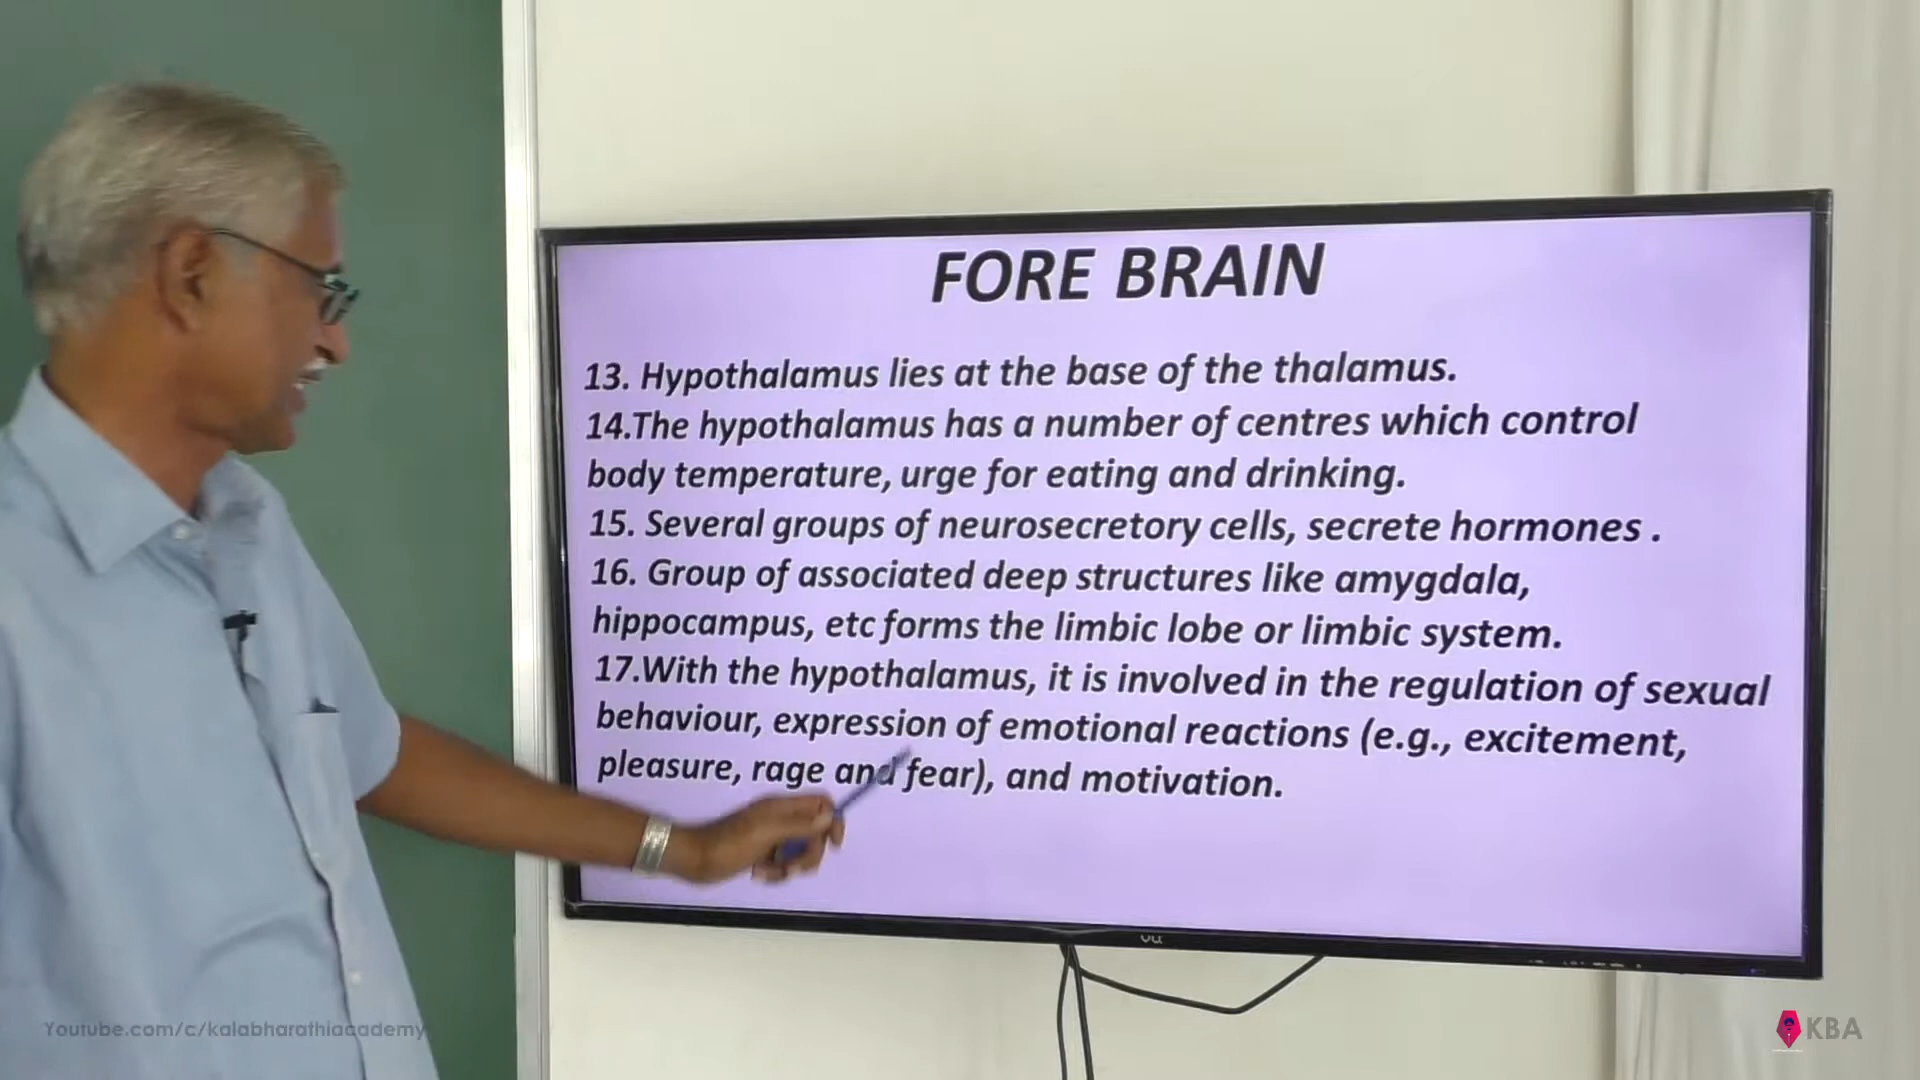 FORE BRAIN
13. Hypothalamus lies at the base of the thalamus.
14.The hypothalamus has a number of centres which control
body temperature, urge for eating and drinking.
15. Several groups of neurosecretory cells, secrete hormones .
16. Group of associated deep structures like amygdala,
hippocampus, etc forms the limbic lobe or limbic system.
17.With the hypothalamus, it is involved in the regulation of sexual
behaviour, expression of emotional reactions (e.g., excitement,
pleasure, rage and fear), and motivation.
Youtube.com/c/kalabharathiacademy
KBA